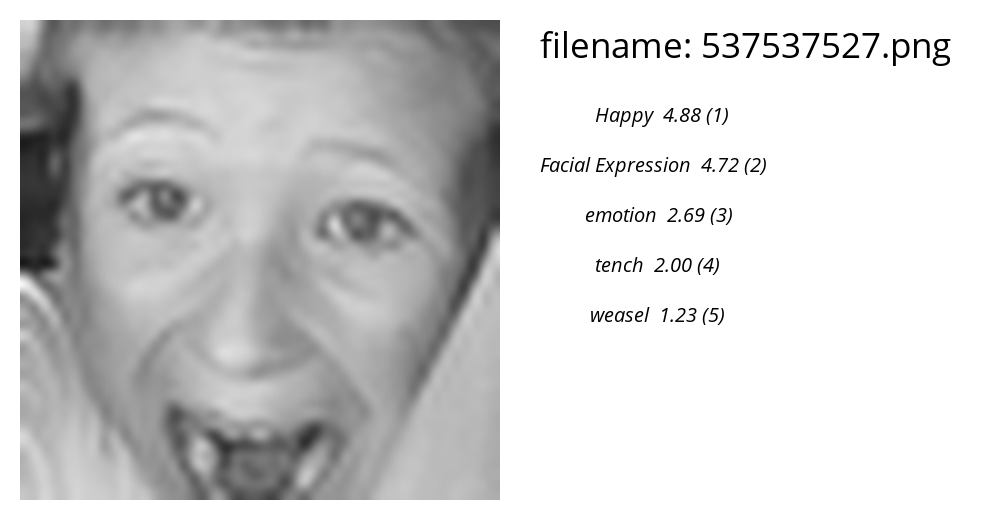 filename: 537537527.png
Happy 4.88 (1)
Facial Expression 4.72 (2)
emotion 2.69 (3)
tench 2.00 (4)
weasel 1.23 (5)